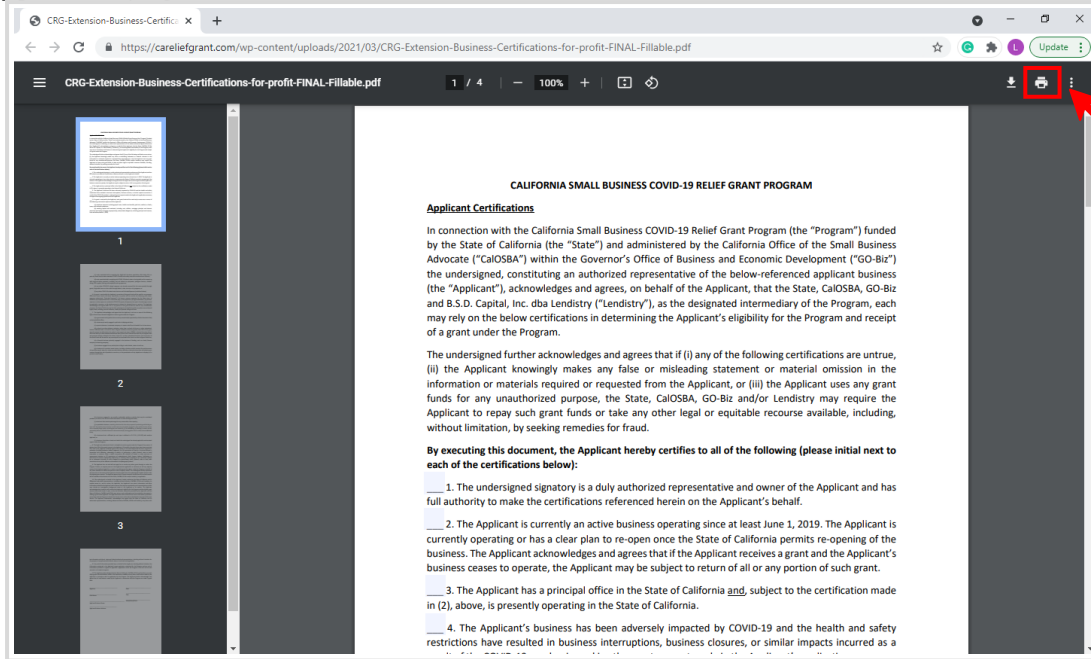 CRG-Extension-Business-Certific
https://careliefgrant.com/wp-content/uploads/2021/03/CRG-Extension-Business-Certifications-for-profit-FINAL-Fillable.pdf
L
Update
CRG-Extension-Business-Certifications-for-profit-FINAL-Fillable.pdf
1 / 4
100%
1
2
3
CALIFORNIA SMALL BUSINESS COVID-19 RELIEF GRANT PROGRAM
Applicant Certifications
In connection with the California Small Business COVID-19 Relief Grant Program (the “Program”) funded
by the State of California (the “State”) and administered by the California Office of the Small Business
Advocate (“CalOSBA”) within the Governor’s Office of Business and Economic Development (“GO-Biz”)
the undersigned, constituting an authorized representative of the below-referenced applicant business
(the “Applicant”), acknowledges and agrees, on behalf of the Applicant, that the State, CalOSBA, GO-Biz
and B.S.D. Capital, Inc. dba Lendistry (“Lendistry”), as the designated intermediary of the Program, each
may rely on the below certifications in determining the Applicant’s eligibility for the Program and receipt
of a grant under the Program.
The undersigned further acknowledges and agrees that if (i) any of the following certifications are untrue,
(ii) the Applicant knowingly makes any false or misleading statement or material omission in the
information or materials required or requested from the Applicant, or (iii) the Applicant uses any grant
funds for any unauthorized purpose, the State, CalOSBA, GO-Biz and/or Lendistry may require the
Applicant to repay such grant funds or take any other legal or equitable recourse available, including,
without limitation, by seeking remedies for fraud.
By executing this document, the Applicant hereby certifies to all of the following (please initial next to
each of the certifications below):
___ 1. The undersigned signatory is a duly authorized representative and owner of the Applicant and has
full authority to make the certifications referenced herein on the Applicant’s behalf.
___ 2. The Applicant is currently an active business operating since at least June 1, 2019. The Applicant is
currently operating or has a clear plan to re-open once the State of California permits re-opening of the
business. The Applicant acknowledges and agrees that if the Applicant receives a grant and the Applicant’s
business ceases to operate, the Applicant may be subject to return of all or any portion of such grant.
___ 3. The Applicant has a principal office in the State of California and, subject to the certification made
in (2), above, is presently operating in the State of California.
___ 4. The Applicant’s business has been adversely impacted by COVID-19 and the health and safety
restrictions have resulted in business interruptions, business closures, or similar impacts incurred as a